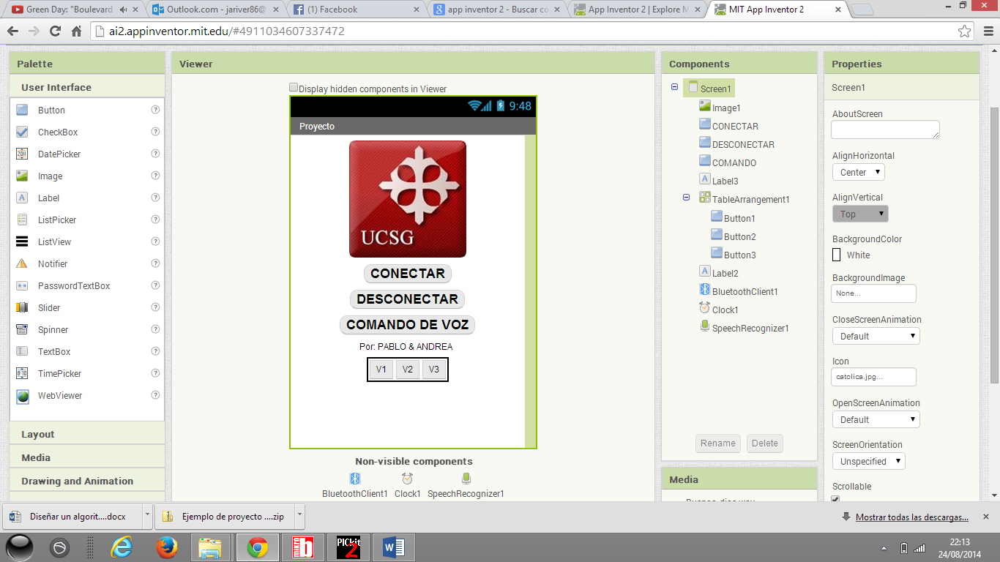 Green Day: "Boulevard
Outlook.com - jariver86@
(1) Facebook
app inventor 2 - Buscar co
App Inventor 2 | Explore M
MIT App Inventor 2
ai2.appinventor.mit.edu/#4911034607337472
Palette
User Interface
Button
CheckBox
DatePicker
Image
Label
ListPicker
ListView
Notifier
PasswordTextBox
Slider
Spinner
TextBox
TimePicker
WebViewer
Layout
Media
Drawing and Animation
Viewer
Display hidden components in Viewer
9:48
Proyecto
UCSG
CONECTAR
DESCONECTAR
COMANDO DE VOZ
Por: PABLO & ANDREA
V1 V2 V3
Non-visible components
BluetoothClient1 Clock1 SpeechRecognizer1
Components
Screen1
Image1
CONECTAR
DESCONECTAR
COMANDO
Label3
TableArrangement1
Button1
Button2
Button3
Label2
BluetoothClient1
Clock1
SpeechRecognizer1
Rename Delete
Media
Properties
Screen1
AboutScreen
AlignHorizontal
Center
AlignVertical
Top
BackgroundColor
White
BackgroundImage
None...
CloseScreenAnimation
Default
Icon
catolica.jpg...
OpenScreenAnimation
Default
ScreenOrientation
Unspecified
Scrollable
Diseñar un algorit....docx
Ejemplo de proyecto ....zip
Mostrar todas las descargas...
PICkit
2
22:13
24/08/2014